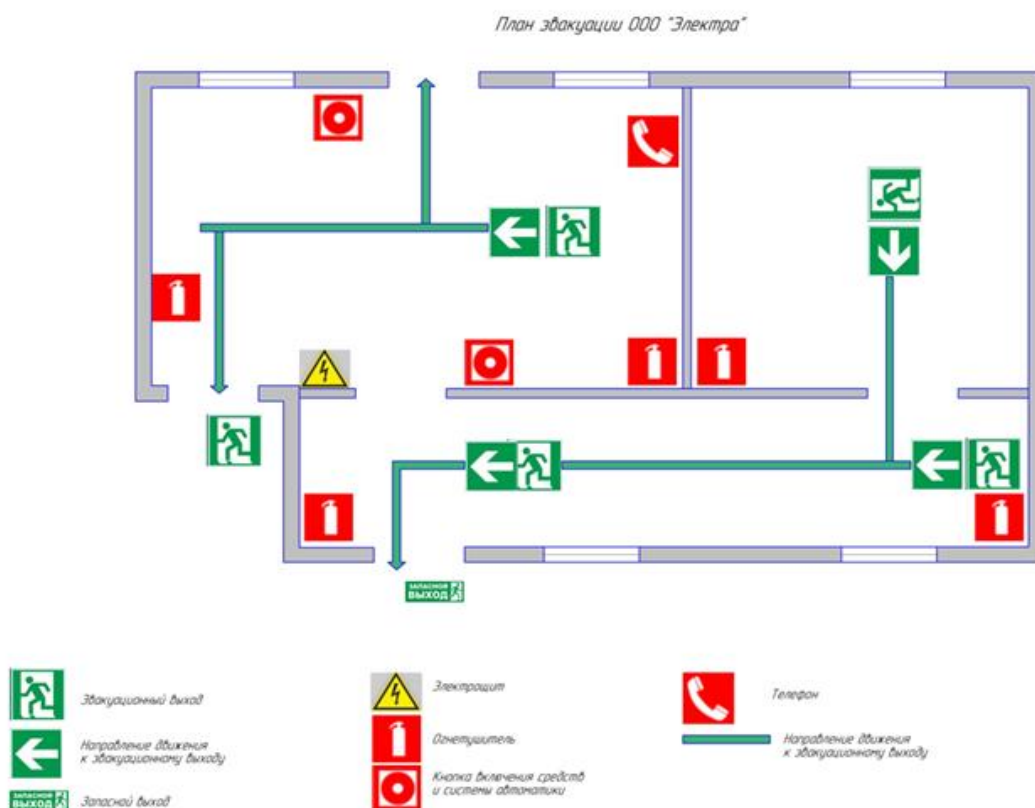 План эвакуации ООО "Электра"
ЗАПАСНОЙ
ВЫХОД
Эвакуационный выход
Электрощит
Телефон
Направление движения
к эвакуационному выходу
Огнетушитель
Направление движения
к эвакуационному выходу
Кнопка включения средств
и системы автоматики
ЗАПАСНОЙ
ВЫХОД
Запасной выход